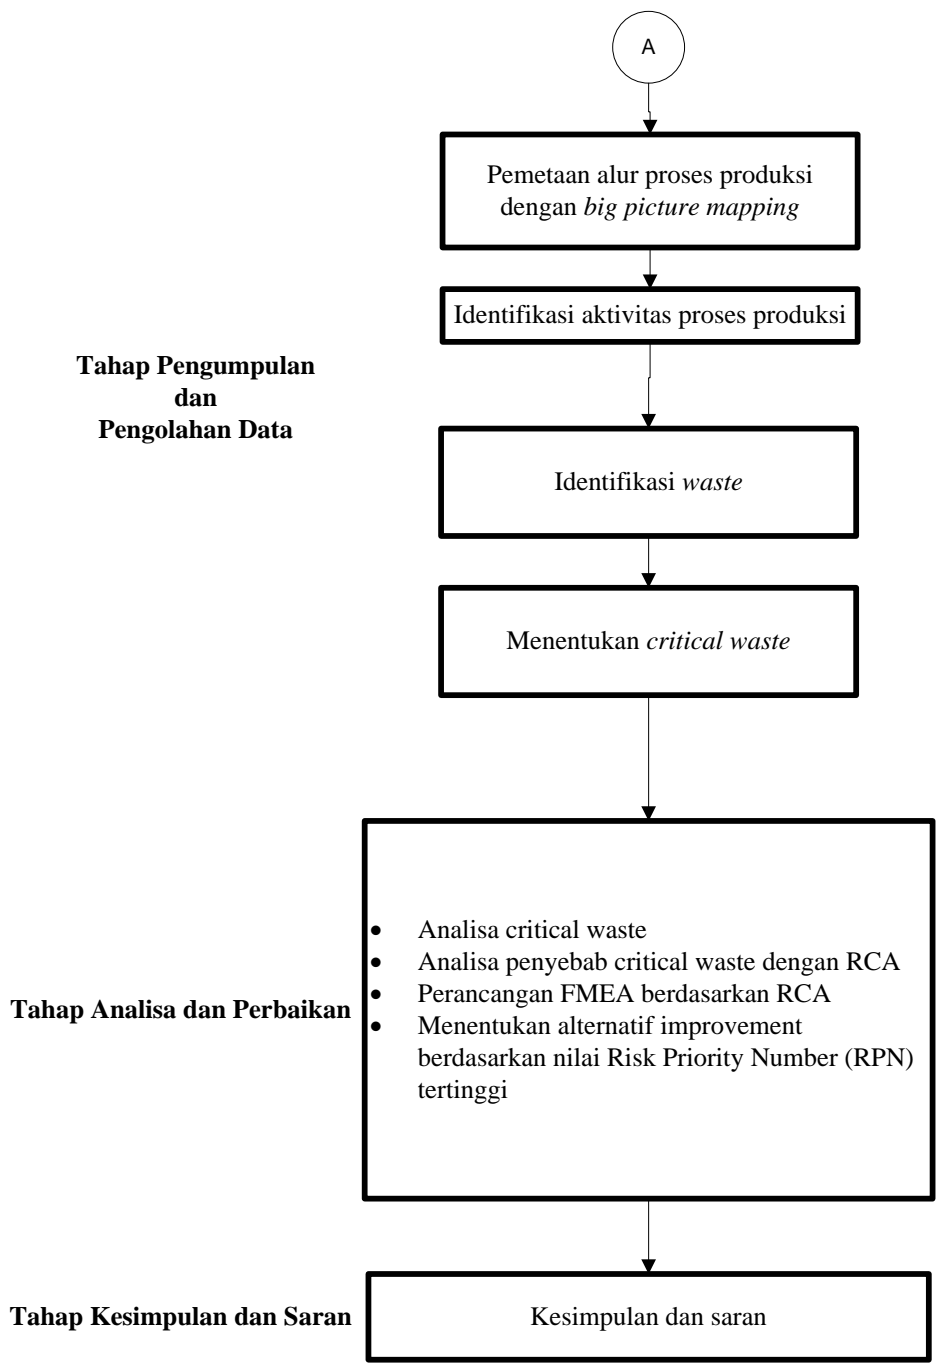 A
Pemetaan alur proses produksi
dengan big picture mapping
Identifikasi aktivitas proses produksi
Tahap Pengumpulan
dan
Pengolahan Data
Identifikasi waste
Menentukan critical waste
Tahap Analisa dan Perbaikan
• Analisa critical waste
• Analisa penyebab critical waste dengan RCA
• Perancangan FMEA berdasarkan RCA
• Menentukan alternatif improvement
berdasarkan nilai Risk Priority Number (RPN)
tertinggi
Tahap Kesimpulan dan Saran
Kesimpulan dan saran